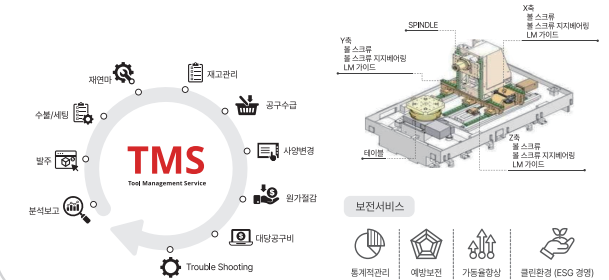 재연마
재고관리
수불/세팅
공구수급
발주
사양변경
분석보고
원가절감
대당공구비
Trouble Shooting
TMS
Tool Management Service
SPINDLE
X축
볼 스크류
볼 스크류 지지베어링
LM 가이드
Y축
볼 스크류
볼 스크류 지지베어링
LM 가이드
테이블
Z축
볼 스크류
볼 스크류 지지베어링
LM 가이드
보전서비스
통계적관리
예방보전
가동율향상
클린환경 (ESG 경영)